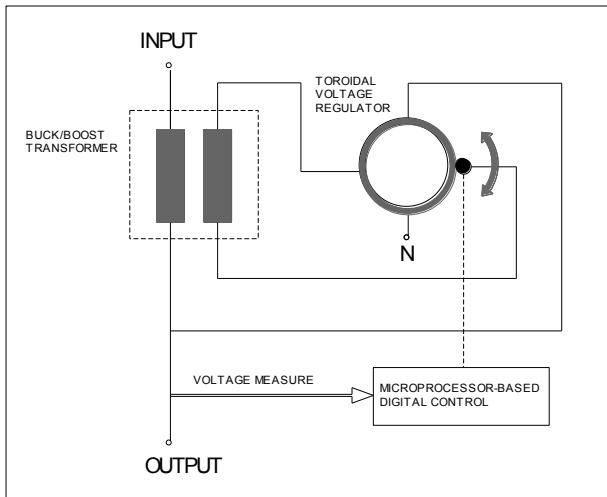 INPUT
TOROIDAL
VOLTAGE
REGULATOR
BUCK/BOOST
TRANSFORMER
N
VOLTAGE MEASURE
MICROPROCESSOR-BASED
DIGITAL CONTROL
OUTPUT